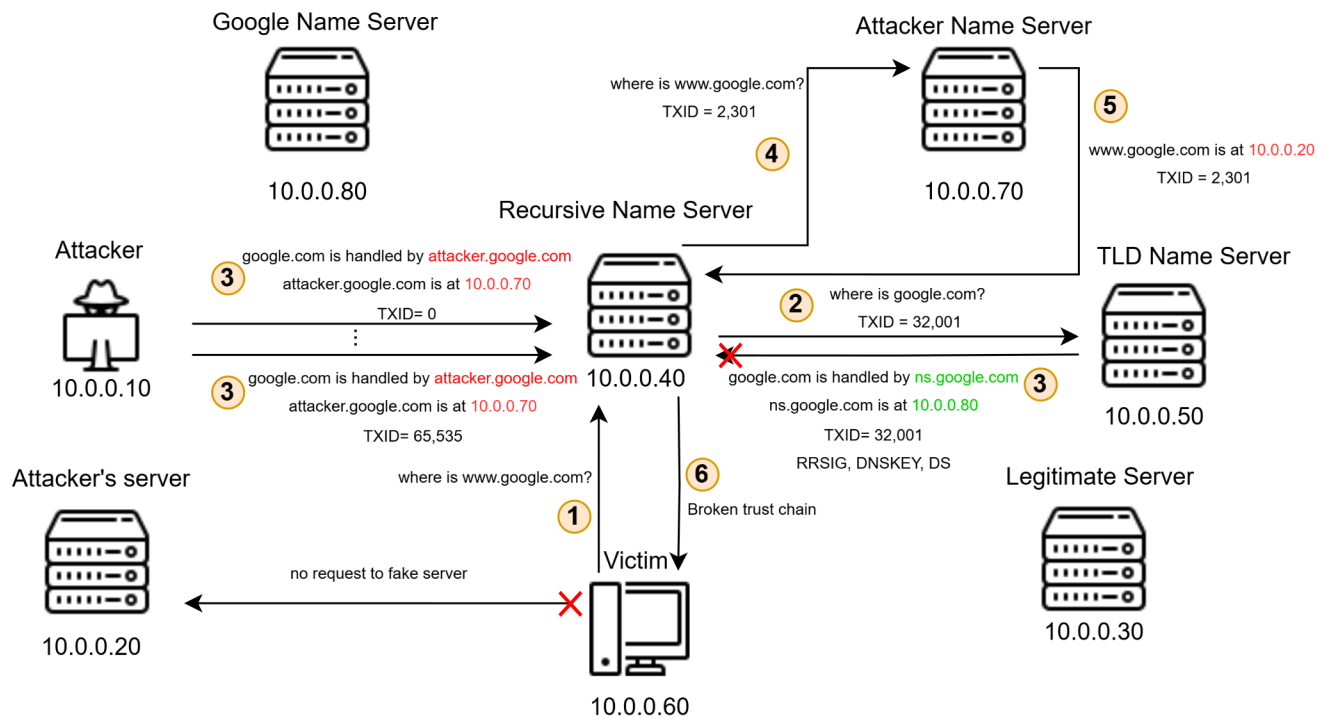 Google Name Server
10.0.0.80
Attacker Name Server
10.0.0.70
where is www.google.com?
TXID = 2,301
4
5
www.google.com is at 10.0.0.20
TXID = 2,301
Recursive Name Server
10.0.0.40
Attacker
10.0.0.10
3
google.com is handled by attacker.google.com
attacker.google.com is at 10.0.0.70
TXID= 0
⋮
3
google.com is handled by attacker.google.com
attacker.google.com is at 10.0.0.70
TXID= 65,535
TLD Name Server
10.0.0.50
2
where is google.com?
TXID = 32,001
google.com is handled by ns.google.com
3
ns.google.com is at 10.0.0.80
TXID= 32,001
RRSIG, DNSKEY, DS
where is www.google.com?
1
6
Broken trust chain
Attacker's server
10.0.0.20
no request to fake server
Victim
10.0.0.60
Legitimate Server
10.0.0.30